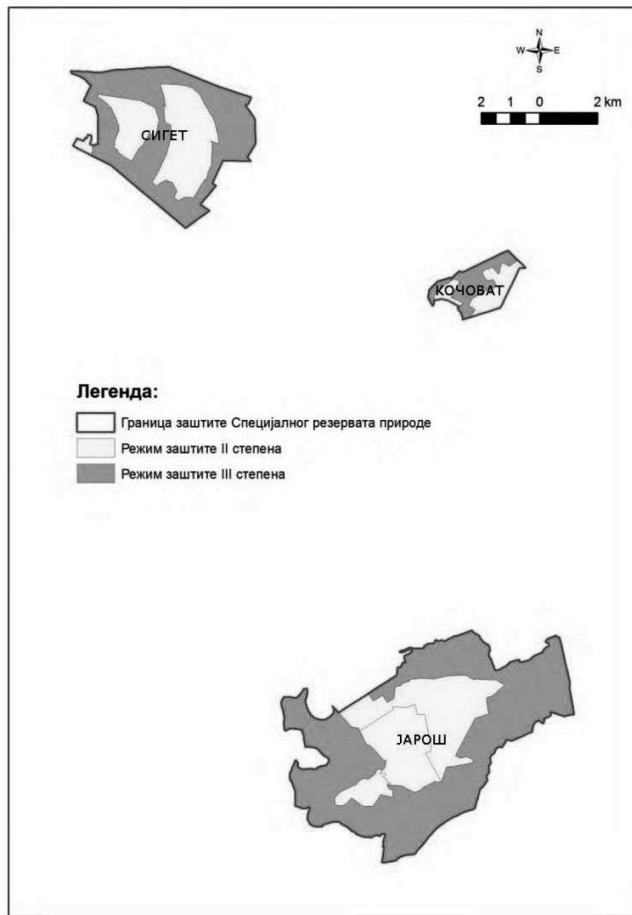 N
W E
S
2 1 0 2 km
СИГЕТ
КОЧОВАТ
Легенда:
Граница заштите Специјалног резервата природе
Режим заштите II степена
Режим заштите III степена
ЈАРОШ